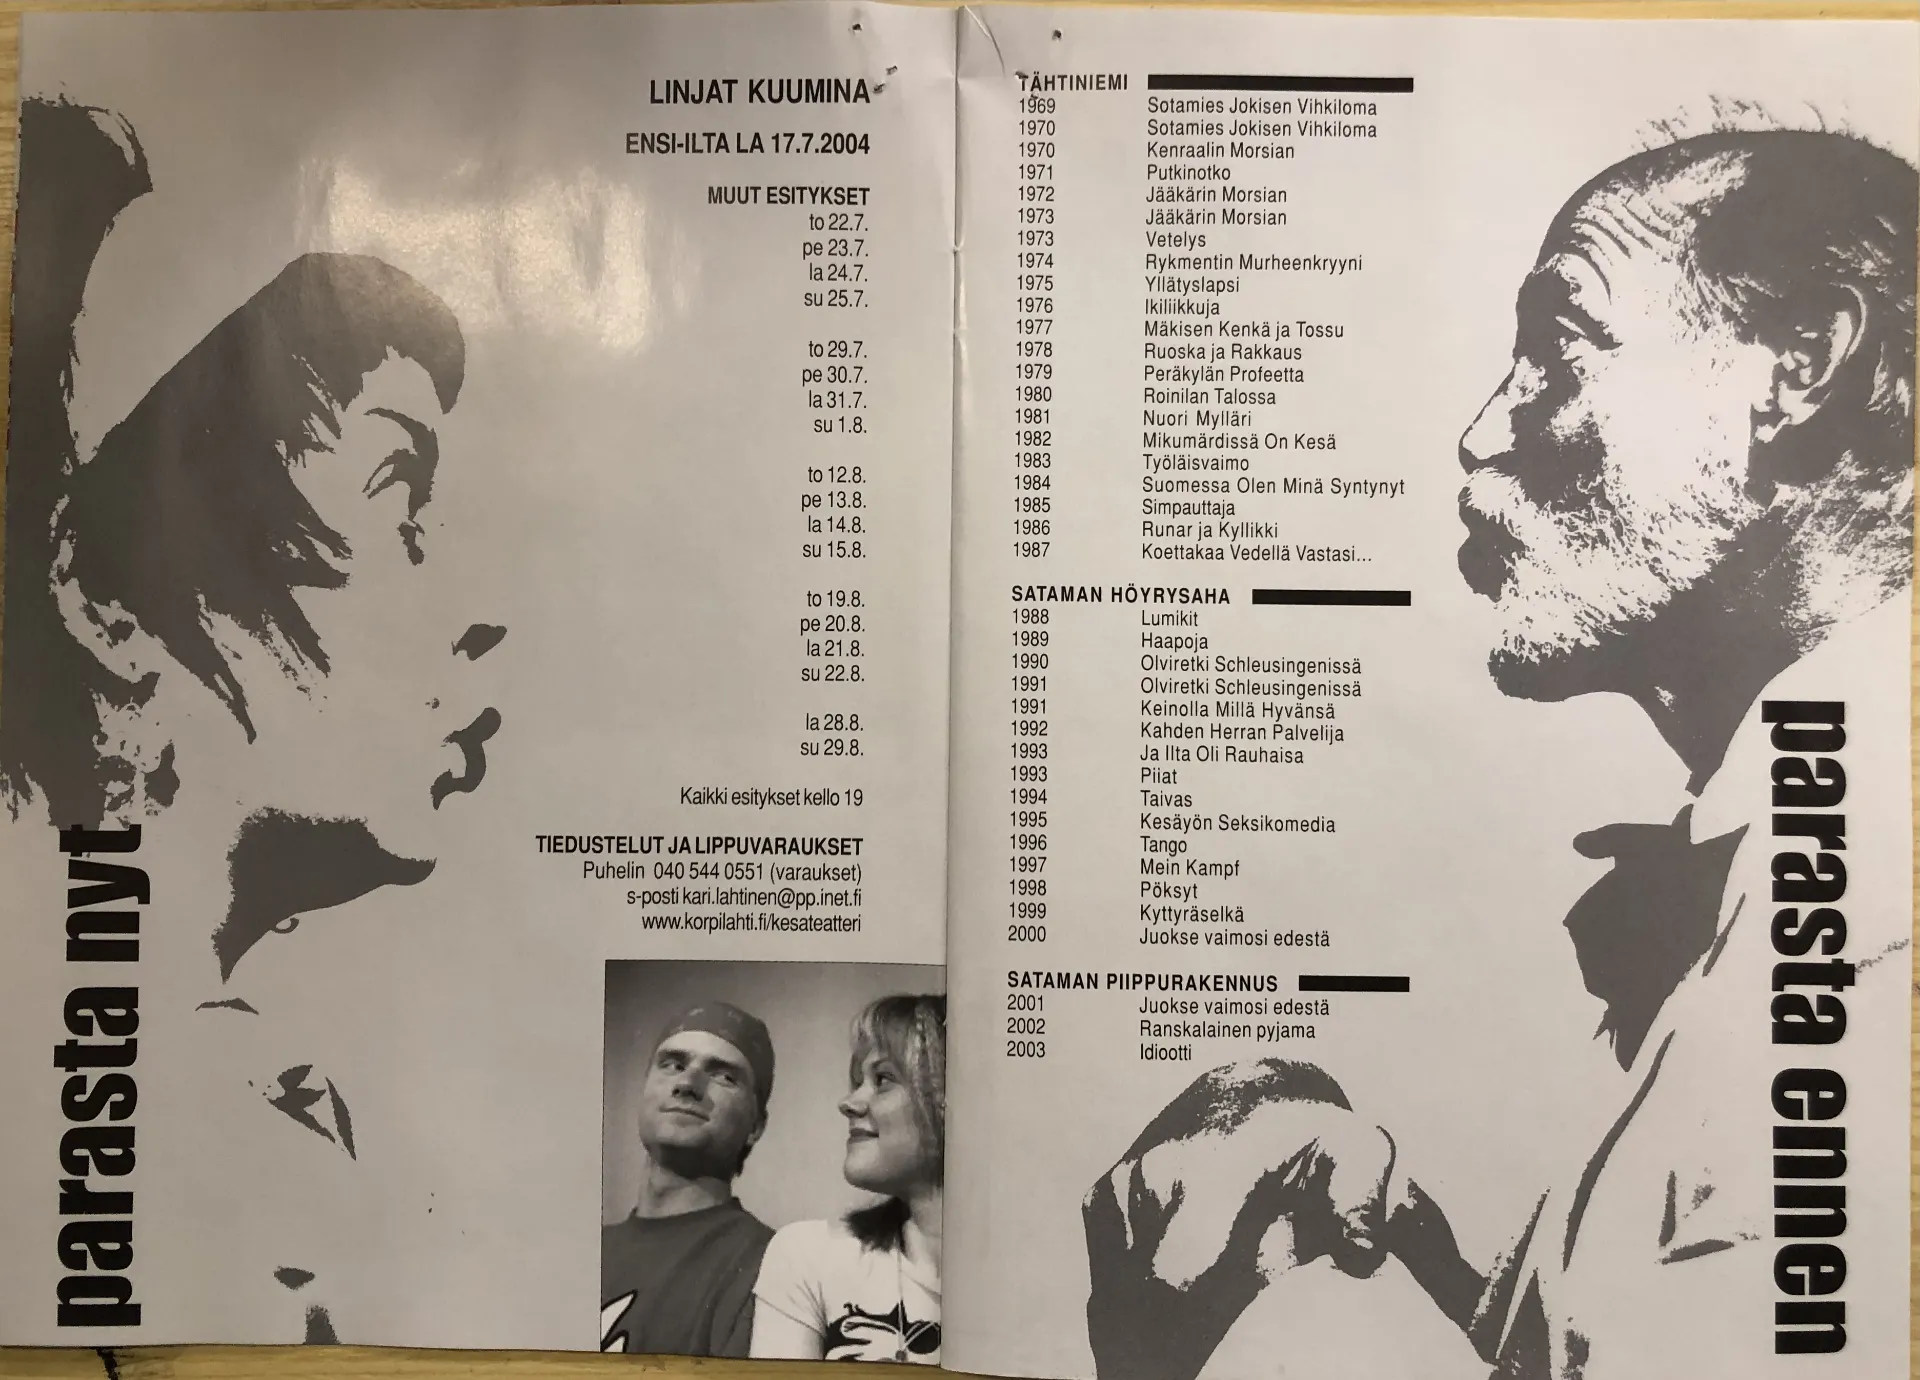 LINJAT KUUMINA
ENSI-ILTA LA 17.7.2004
MUUT ESITYKSET
to 22.7.
pe 23.7.
la 24.7.
su 25.7.
to 29.7.
pe 30.7.
la 31.7.
su 1.8.
to 12.8.
pe 13.8.
la 14.8.
su 15.8.
to 19.8.
pe 20.8.
la 21.8.
su 22.8.
la 28.8.
su 29.8.
Kaikki esitykset kello 19
TIEDUSTELUT JA LIPPUVARAUKSET
Puhelin 040 544 0551 (varaukset)
s-posti kari.lahtinen@pp.inet.fi
www.korpilahti.fi/kesateatteri
parasta nyt
TÄHTINIEMI
1969 Sotamies Jokisen Vihkiloma
1970 Sotamies Jokisen Vihkiloma
1970 Kenraalin Morsian
1971 Putkinotko
1972 Jääkärin Morsian
1973 Jääkärin Morsian
1973 Vetelys
1974 Rykmentin Murheenkryyni
1975 Yllätyslapsi
1976 Ikiliikkuja
1977 Mäkisen Kenkä ja Tossu
1978 Ruoska ja Rakkaus
1979 Peräkylän Profeetta
1980 Roinilan Talossa
1981 Nuori Mylläri
1982 Mikumärdissä On Kesä
1983 Työläisvaimo
1984 Suomessa Olen Minä Syntynyt
1985 Simpauttaja
1986 Runar ja Kyllikki
1987 Koettakaa Vedellä Vastasi...
SATAMAN HÖYRYSAHA
1988 Lumikit
1989 Haapoja
1990 Olviretki Schleusingenissä
1991 Olviretki Schleusingenissä
1991 Keinolla Millä Hyvänsä
1992 Kahden Herran Palvelija
1993 Ja Ilta Oli Rauhaisa
1993 Piiat
1994 Taivas
1995 Kesäyön Seksikomedia
1996 Tango
1997 Mein Kampf
1998 Pöksyt
1999 Kyttyräselkä
2000 Juokse vaimosi edestä
SATAMAN PIIPPURAKENNUS
2001 Juokse vaimosi edestä
2002 Ranskalainen pyjama
2003 Idiootti
parasta ennen